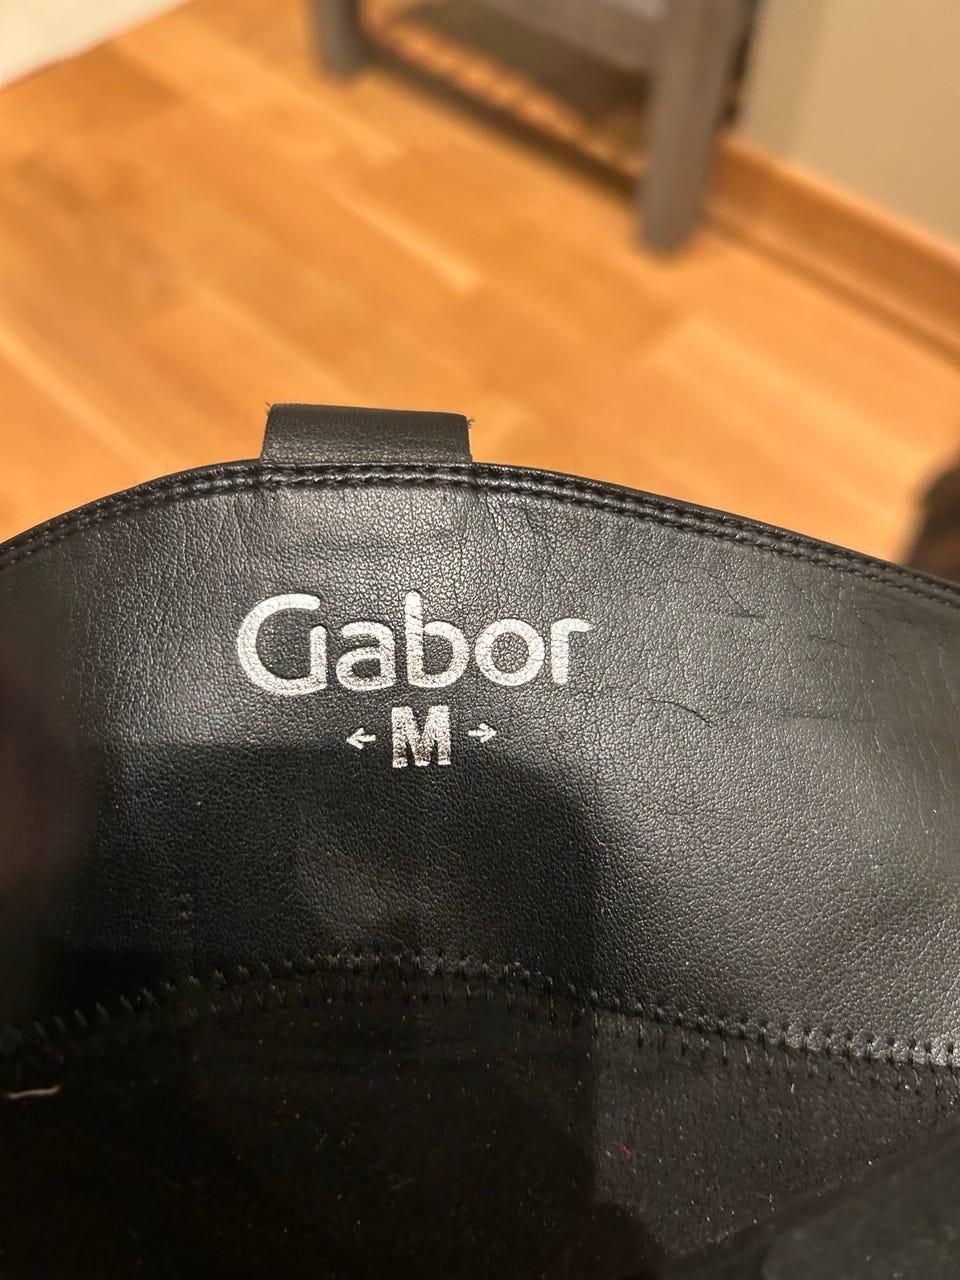 Gabor
← M →